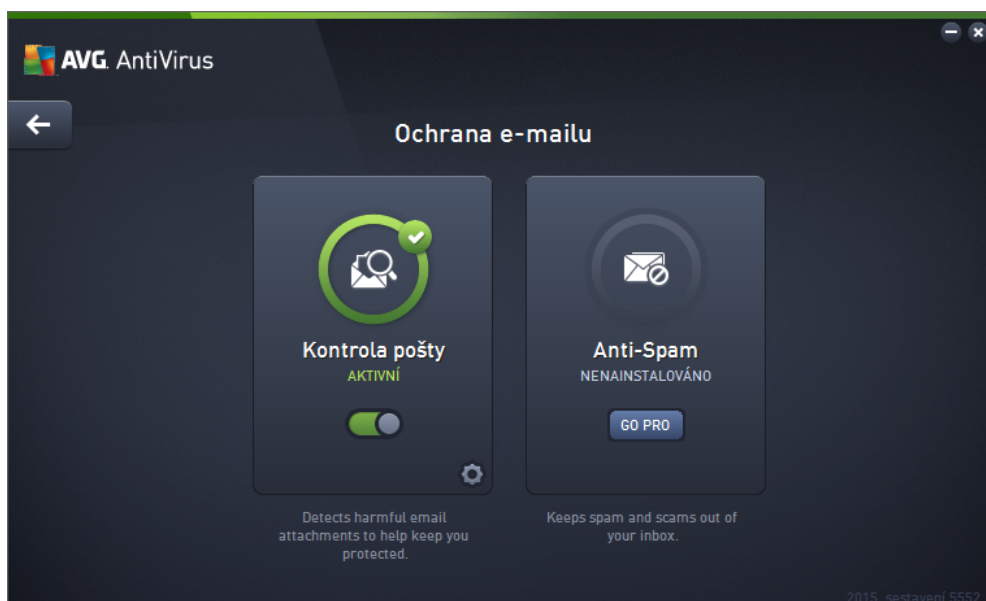 AVG. AntiVirus
Ochrana e-mailu
Kontrola pošty
AKTIVNÍ
Detects harmful email
attachments to help keep you
protected.
Anti-Spam
NENAINSTALOVÁNO
GO PRO
Keeps spam and scams out of
your inbox.
2015, sestavení 5552